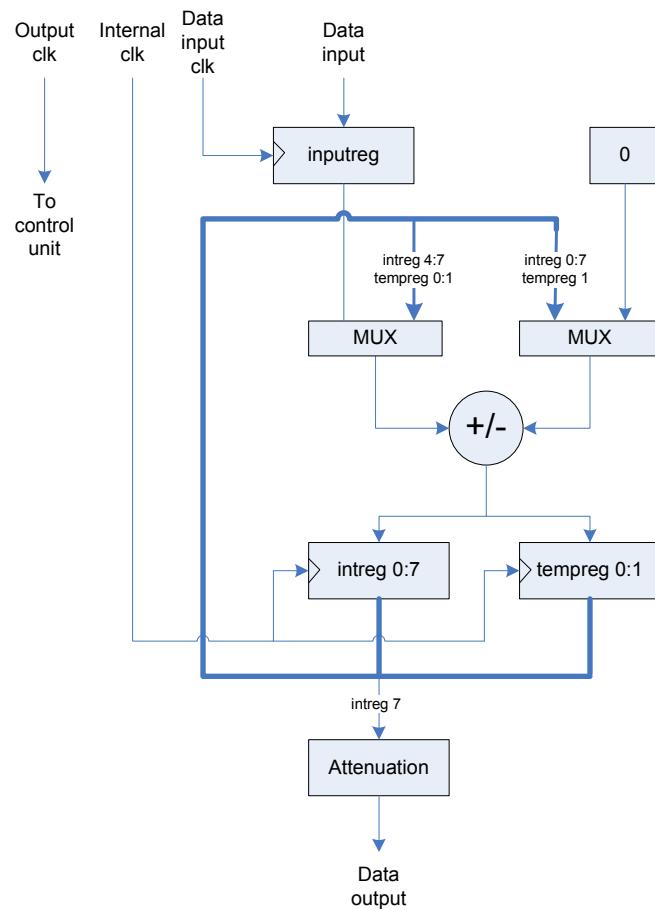 Output
clk
Internal
clk
Data
input
clk
Data
input
inputreg
0
To
control
unit
intreg 4:7
tempreg 0:1
intreg 0:7
tempreg 1
MUX
MUX
+/-
intreg 0:7
tempreg 0:1
intreg 7
Attenuation
Data
output